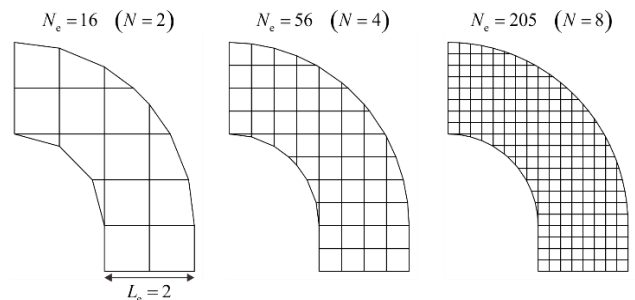 N_e = 16 (N = 2)
N_e = 56 (N = 4)
N_e = 205 (N = 8)
L_e = 2